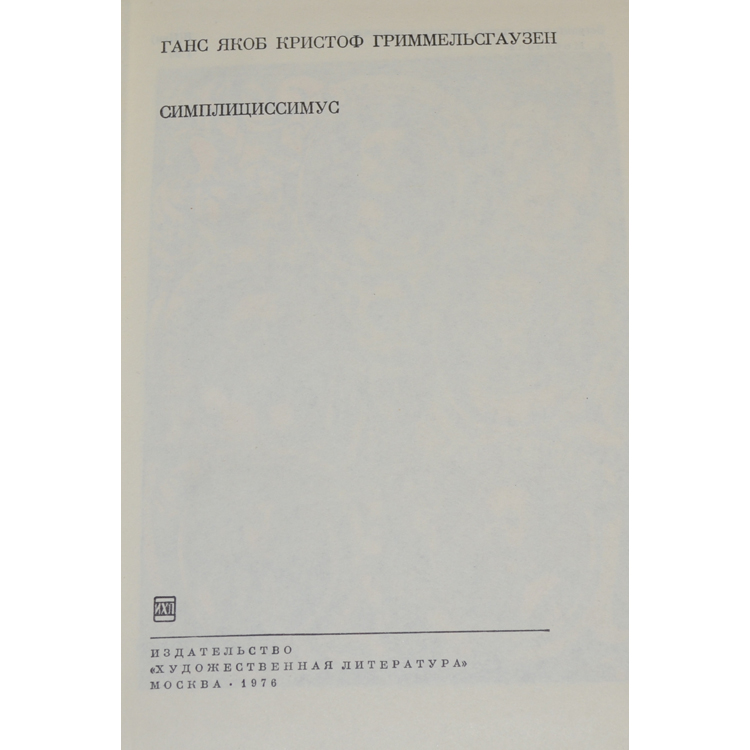 ГАНС ЯКОБ КРИСТОФ ГРИММЕЛЬСГАУЗЕН
СИМПЛИЦИССИМУС
ИХЛ
ИЗДАТЕЛЬСТВО
«ХУДОЖЕСТВЕННАЯ ЛИТЕРАТУРА»
МОСКВА · 1976